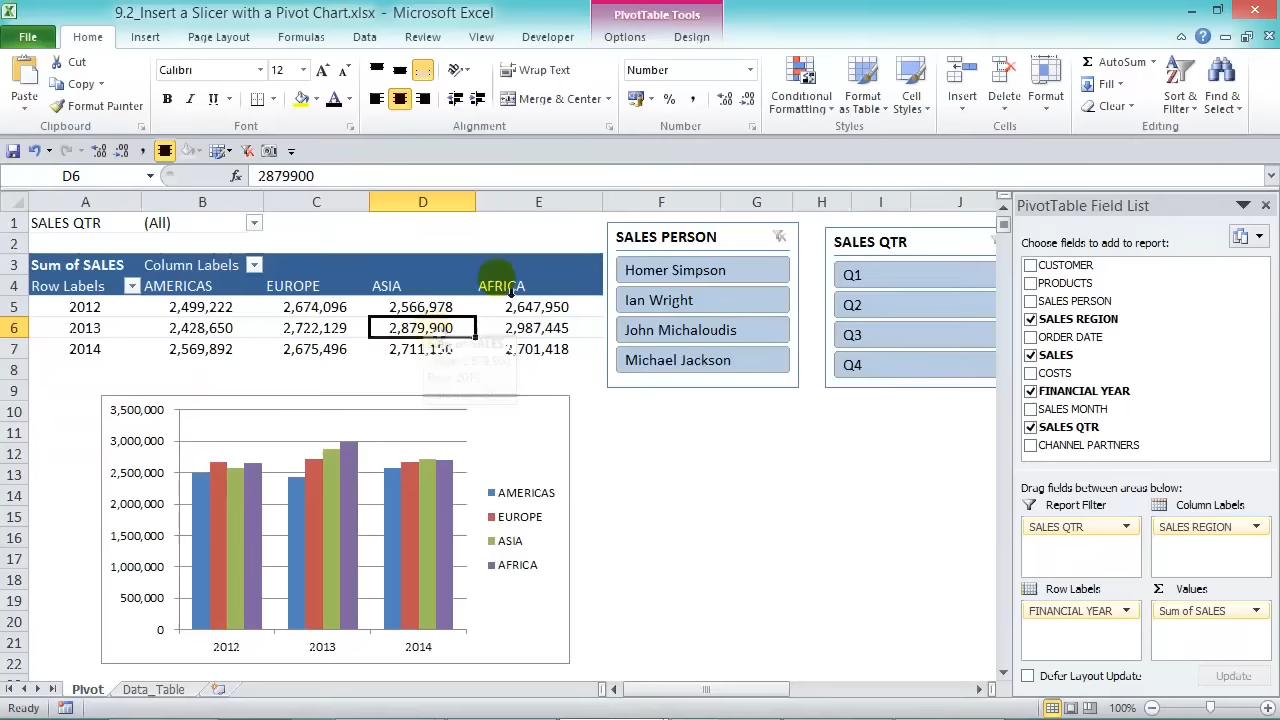 9.2_Insert a Slicer with a Pivot Chart.xlsx - Microsoft Excel
PivotTable Tools
File Home Insert Page Layout Formulas Data Review View Developer Options Design
Paste
Cut
Copy
Format Painter
Clipboard
Calibri 12
B I U
Font
Wrap Text
Merge & Center
Alignment
Number
%
Number
Conditional Formatting
Format as Table
Cell Styles
Styles
Insert Delete Format
Cells
AutoSum
Fill
Clear
Sort & Filter
Find & Select
Editing
D6 fx 2879900
A B C D E F G H I J
1 SALES QTR (All)
2
3 Sum of SALES Column Labels
4 Row Labels AMERICAS EUROPE ASIA AFRICA
5 2012 2,499,222 2,674,096 2,566,978 2,647,950
6 2013 2,428,650 2,722,129 2,879,900 2,987,445
7 2014 2,569,892 2,675,496 2,711,156 2,701,418
8
9
10
11
12
13
14
15
16
17
18
19
20
21
22
SALES PERSON
Homer Simpson
Ian Wright
John Michaloudis
Michael Jackson
SALES QTR
Q1
Q2
Q3
Q4
3,500,000
3,000,000
2,500,000
2,000,000
1,500,000
1,000,000
500,000
0
2012 2013 2014
AMERICAS
EUROPE
ASIA
AFRICA
PivotTable Field List
Choose fields to add to report:
CUSTOMER
PRODUCTS
SALES PERSON
SALES REGION
ORDER DATE
SALES
COSTS
FINANCIAL YEAR
SALES MONTH
SALES QTR
CHANNEL PARTNERS
Drag fields between areas below:
Report Filter Column Labels
SALES QTR SALES REGION
Row Labels Σ Values
FINANCIAL YEAR Sum of SALES
Defer Layout Update Update
Pivot Data_Table
Ready 100%